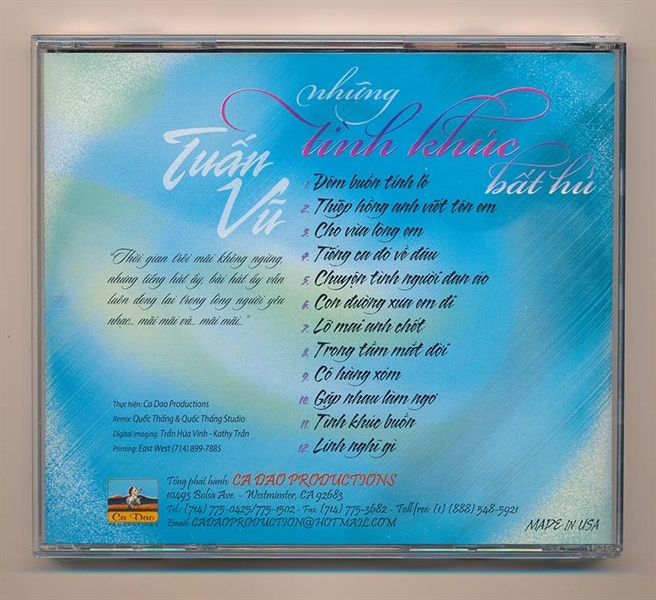 những
tình khúc
bất hủ
Tuấn
Vũ
1. Đêm buồn tỉnh lẻ
2. Thiệp hồng anh viết tên em
3. Cho vừa lòng em
4. Tiếng ca đó về đâu
5. Chuyện tình người đan áo
6. Con đường xưa em đi
7. Lỡ mai anh chết
8. Trong tầm mắt đời
9. Cô hàng xóm
10. Gặp nhau làm ngơ
11. Tình khúc buồn
12. Lính nghĩ gì
"Thời gian trôi mãi không ngừng,
nhưng tiếng hát ấy, bài hát ấy vẫn
luôn đọng lại trong lòng người yêu
nhạc... mãi mãi và... mãi mãi..."
Thực hiện: Ca Dao Productions
Remix: Quốc Thắng & Quốc Thắng Studio
Digital Imaging: Trần Hứa Vinh - Kathy Trần
Printing: East West (714) 899-7885
Tổng phát hành: CA DAO PRODUCTIONS
10493 Bolsa Ave. - Westminster, CA 92683
Tel. (714) 775-0425/775-1502 - Fax: (714) 775-3682 - Toll free: (1) (888) 548-5921
Email: CADAOPRODUCTION@HOTMAIL.COM
Ca Dao
MADE IN USA